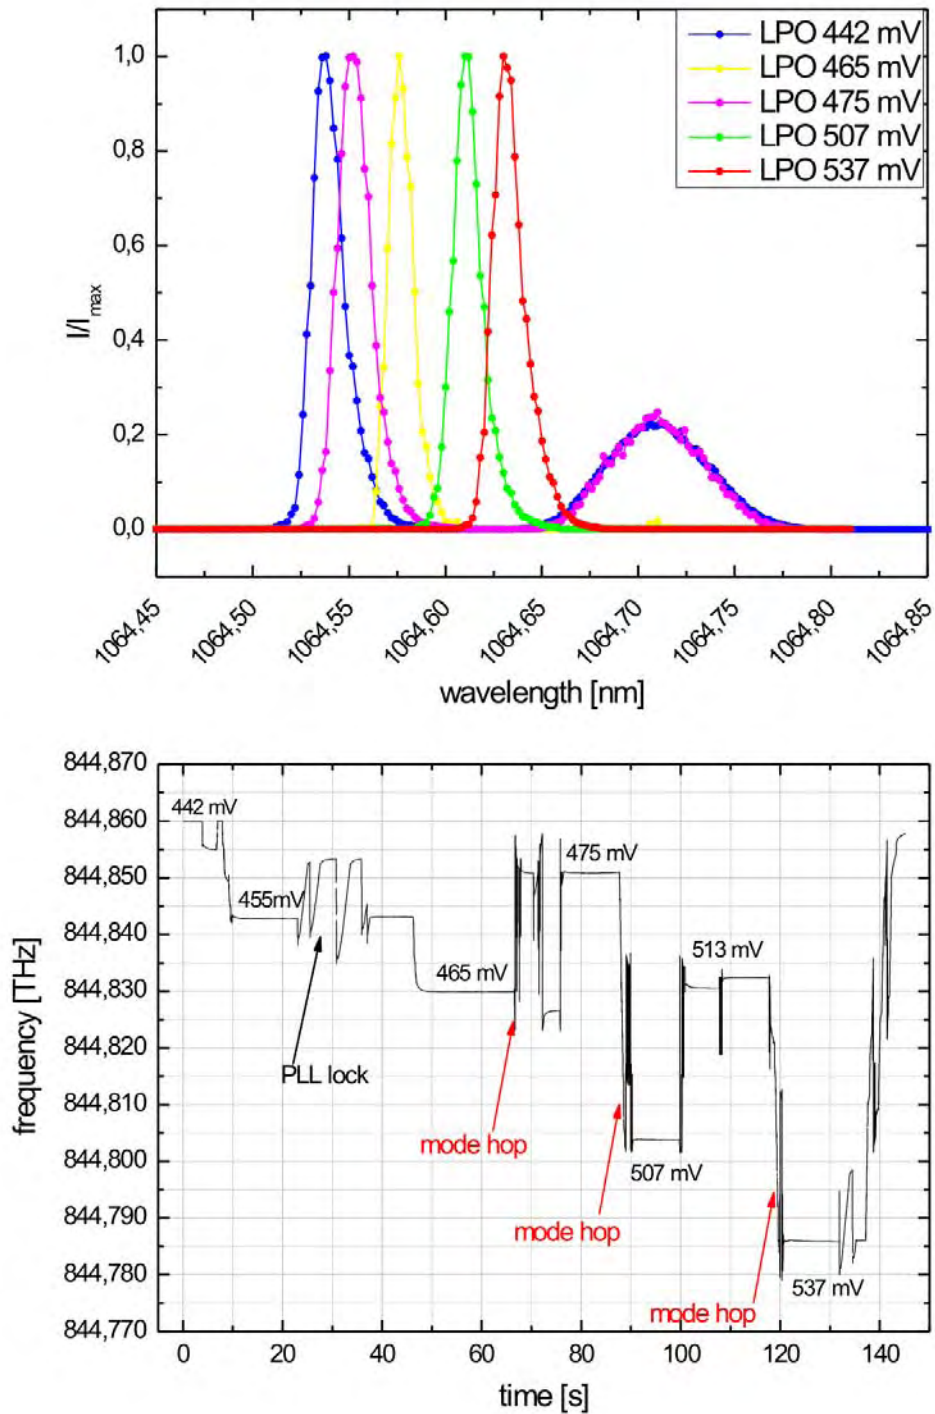 LPO 442 mV
LPO 465 mV
LPO 475 mV
LPO 507 mV
LPO 537 mV
1,0
0,8
0,6
0,4
0,2
0,0
I/Imax
1064,45
1064,50
1064,55
1064,60
1064,65
1064,70
1064,75
1064,80
1064,85
wavelength [nm]
844,870
844,860
844,850
844,840
844,830
844,820
844,810
844,800
844,790
844,780
844,770
frequency [THz]
442 mV
455mV
PLL lock
465 mV
mode hop
475 mV
mode hop
507 mV
513 mV
mode hop
537 mV
0
20
40
60
80
100
120
140
time [s]